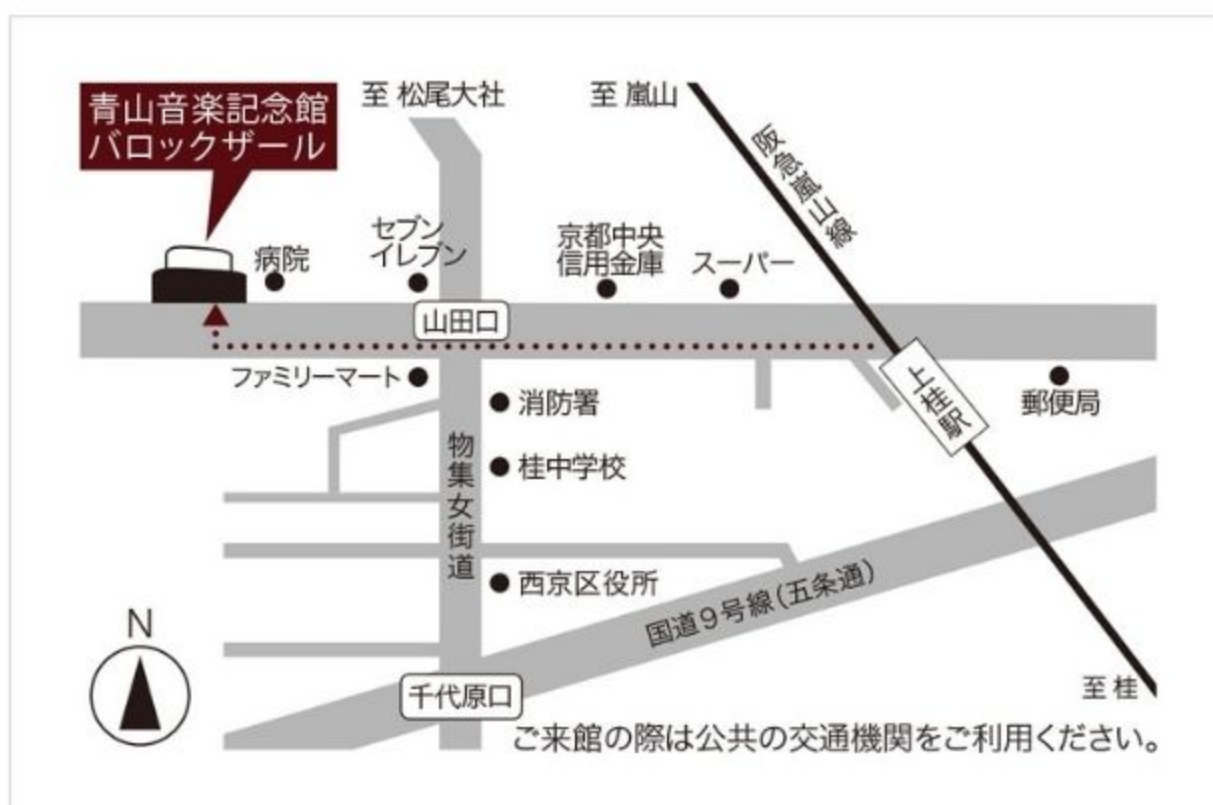 青山音楽記念館
バロックザール
至 松尾大社
至 嵐山
阪急嵐山線
病院
セブン
イレブン
京都中央
信用金庫
スーパー
山田口
ファミリーマート
消防署
上桂駅
郵便局
桂中学校
物集女街道
西京区役所
国道9号線(五条通)
N
千代原口
至 桂
ご来館の際は公共の交通機関をご利用ください。